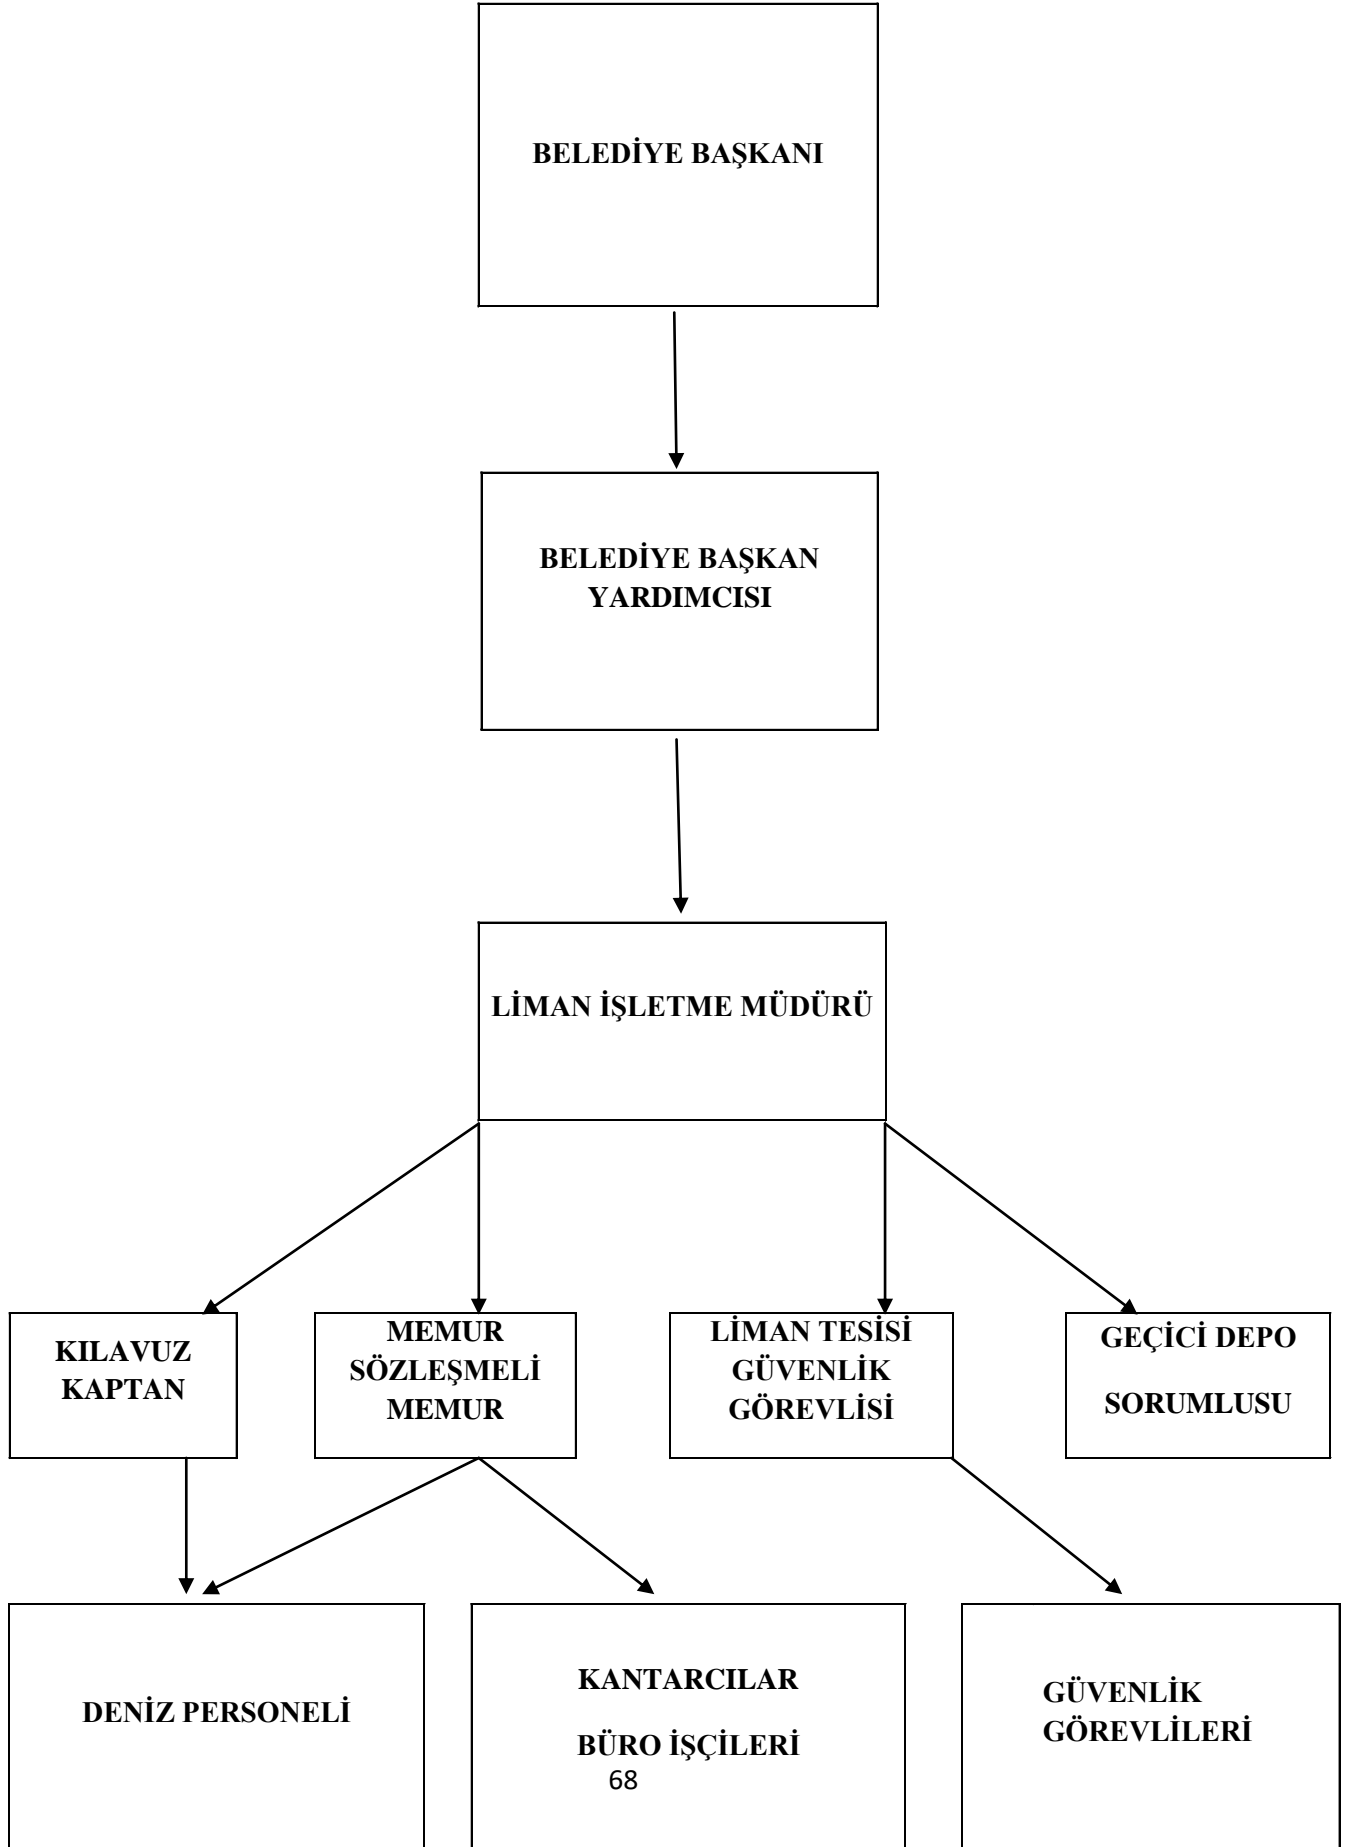 BELEDİYE BAŞKANI
BELEDİYE BAŞKAN
YARDIMCISI
LİMAN İŞLETME MÜDÜRÜ
KILAVUZ
KAPTAN
MEMUR
SÖZLEŞMELİ
MEMUR
LİMAN TESİSİ
GÜVENLİK
GÖREVLİSİ
GEÇİCİ DEPO
SORUMLUSU
DENİZ PERSONELİ
KANTARCILAR
BÜRO İŞÇİLERİ
GÜVENLİK
GÖREVLİLERİ
68